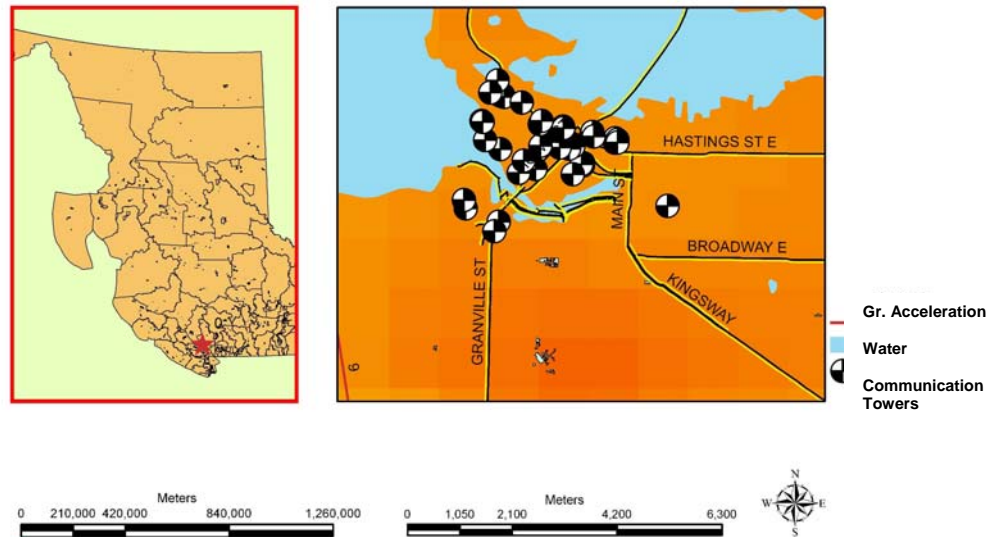 HASTINGS ST E
MAIN S
BROADWAY E
KINGSWAY
GRANVILLE ST
6
Gr. Acceleration
Water
Communication
Towers
Meters
0 210,000 420,000 840,000 1,260,000
Meters
0 1,050 2,100 4,200 6,300
N
W E
S